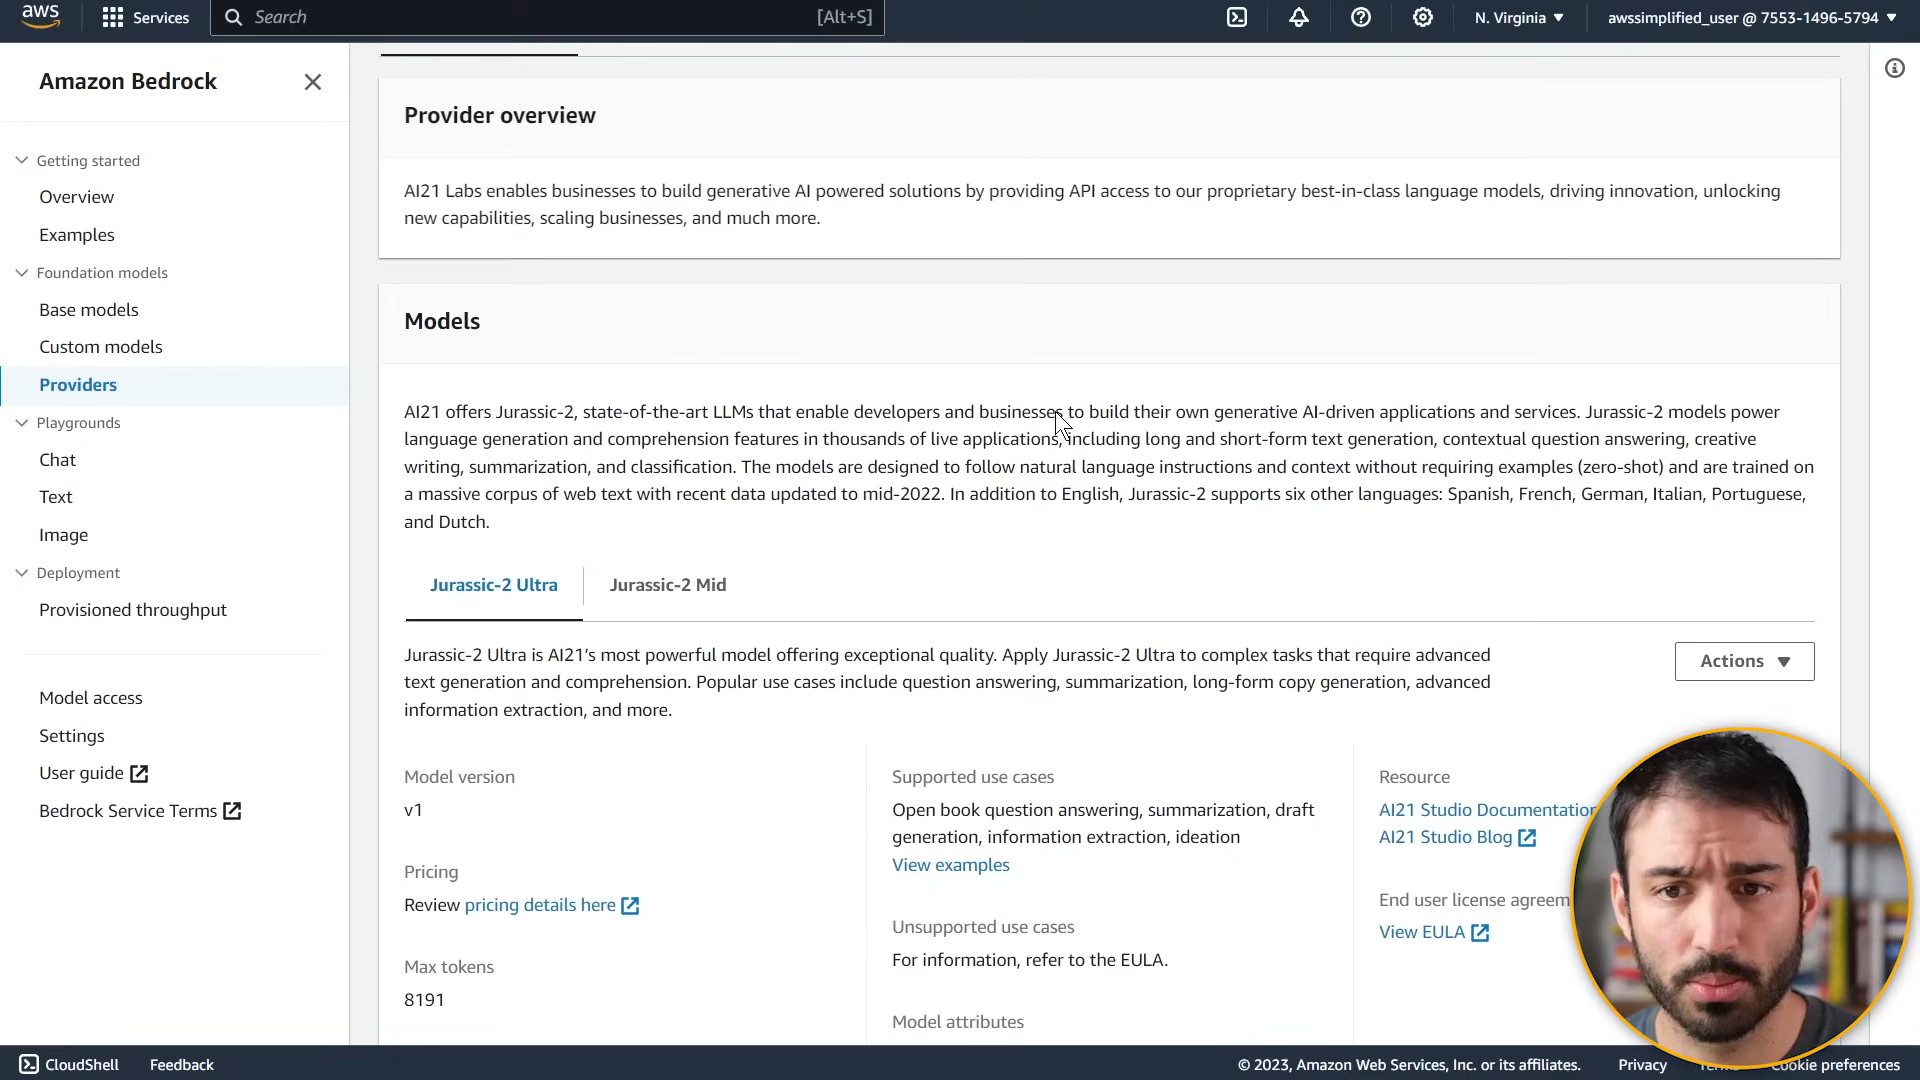 aws
Services
Search
[Alt+S]
N. Virginia
awssimplified_user @ 7553-1496-5794
Amazon Bedrock
Getting started
Overview
Examples
Foundation models
Base models
Custom models
Providers
Playgrounds
Chat
Text
Image
Deployment
Provisioned throughput
Model access
Settings
User guide
Bedrock Service Terms
Provider overview
AI21 Labs enables businesses to build generative AI powered solutions by providing API access to our proprietary best-in-class language models, driving innovation, unlocking
new capabilities, scaling businesses, and much more.
Models
AI21 offers Jurassic-2, state-of-the-art LLMs that enable developers and businesses to build their own generative AI-driven applications and services. Jurassic-2 models power
language generation and comprehension features in thousands of live applications, including long and short-form text generation, contextual question answering, creative
writing, summarization, and classification. The models are designed to follow natural language instructions and context without requiring examples (zero-shot) and are trained on
a massive corpus of web text with recent data updated to mid-2022. In addition to English, Jurassic-2 supports six other languages: Spanish, French, German, Italian, Portuguese,
and Dutch.
Jurassic-2 Ultra
Jurassic-2 Mid
Jurassic-2 Ultra is AI21's most powerful model offering exceptional quality. Apply Jurassic-2 Ultra to complex tasks that require advanced
text generation and comprehension. Popular use cases include question answering, summarization, long-form copy generation, advanced
information extraction, and more.
Actions
Model version
v1
Pricing
Review pricing details here
Max tokens
8191
Supported use cases
Open book question answering, summarization, draft
generation, information extraction, ideation
View examples
Unsupported use cases
For information, refer to the EULA.
Model attributes
Resource
AI21 Studio Documentation
AI21 Studio Blog
End user license agreem
View EULA
CloudShell
Feedback
© 2023, Amazon Web Services, Inc. or its affiliates.
Privacy
Cookie preferences